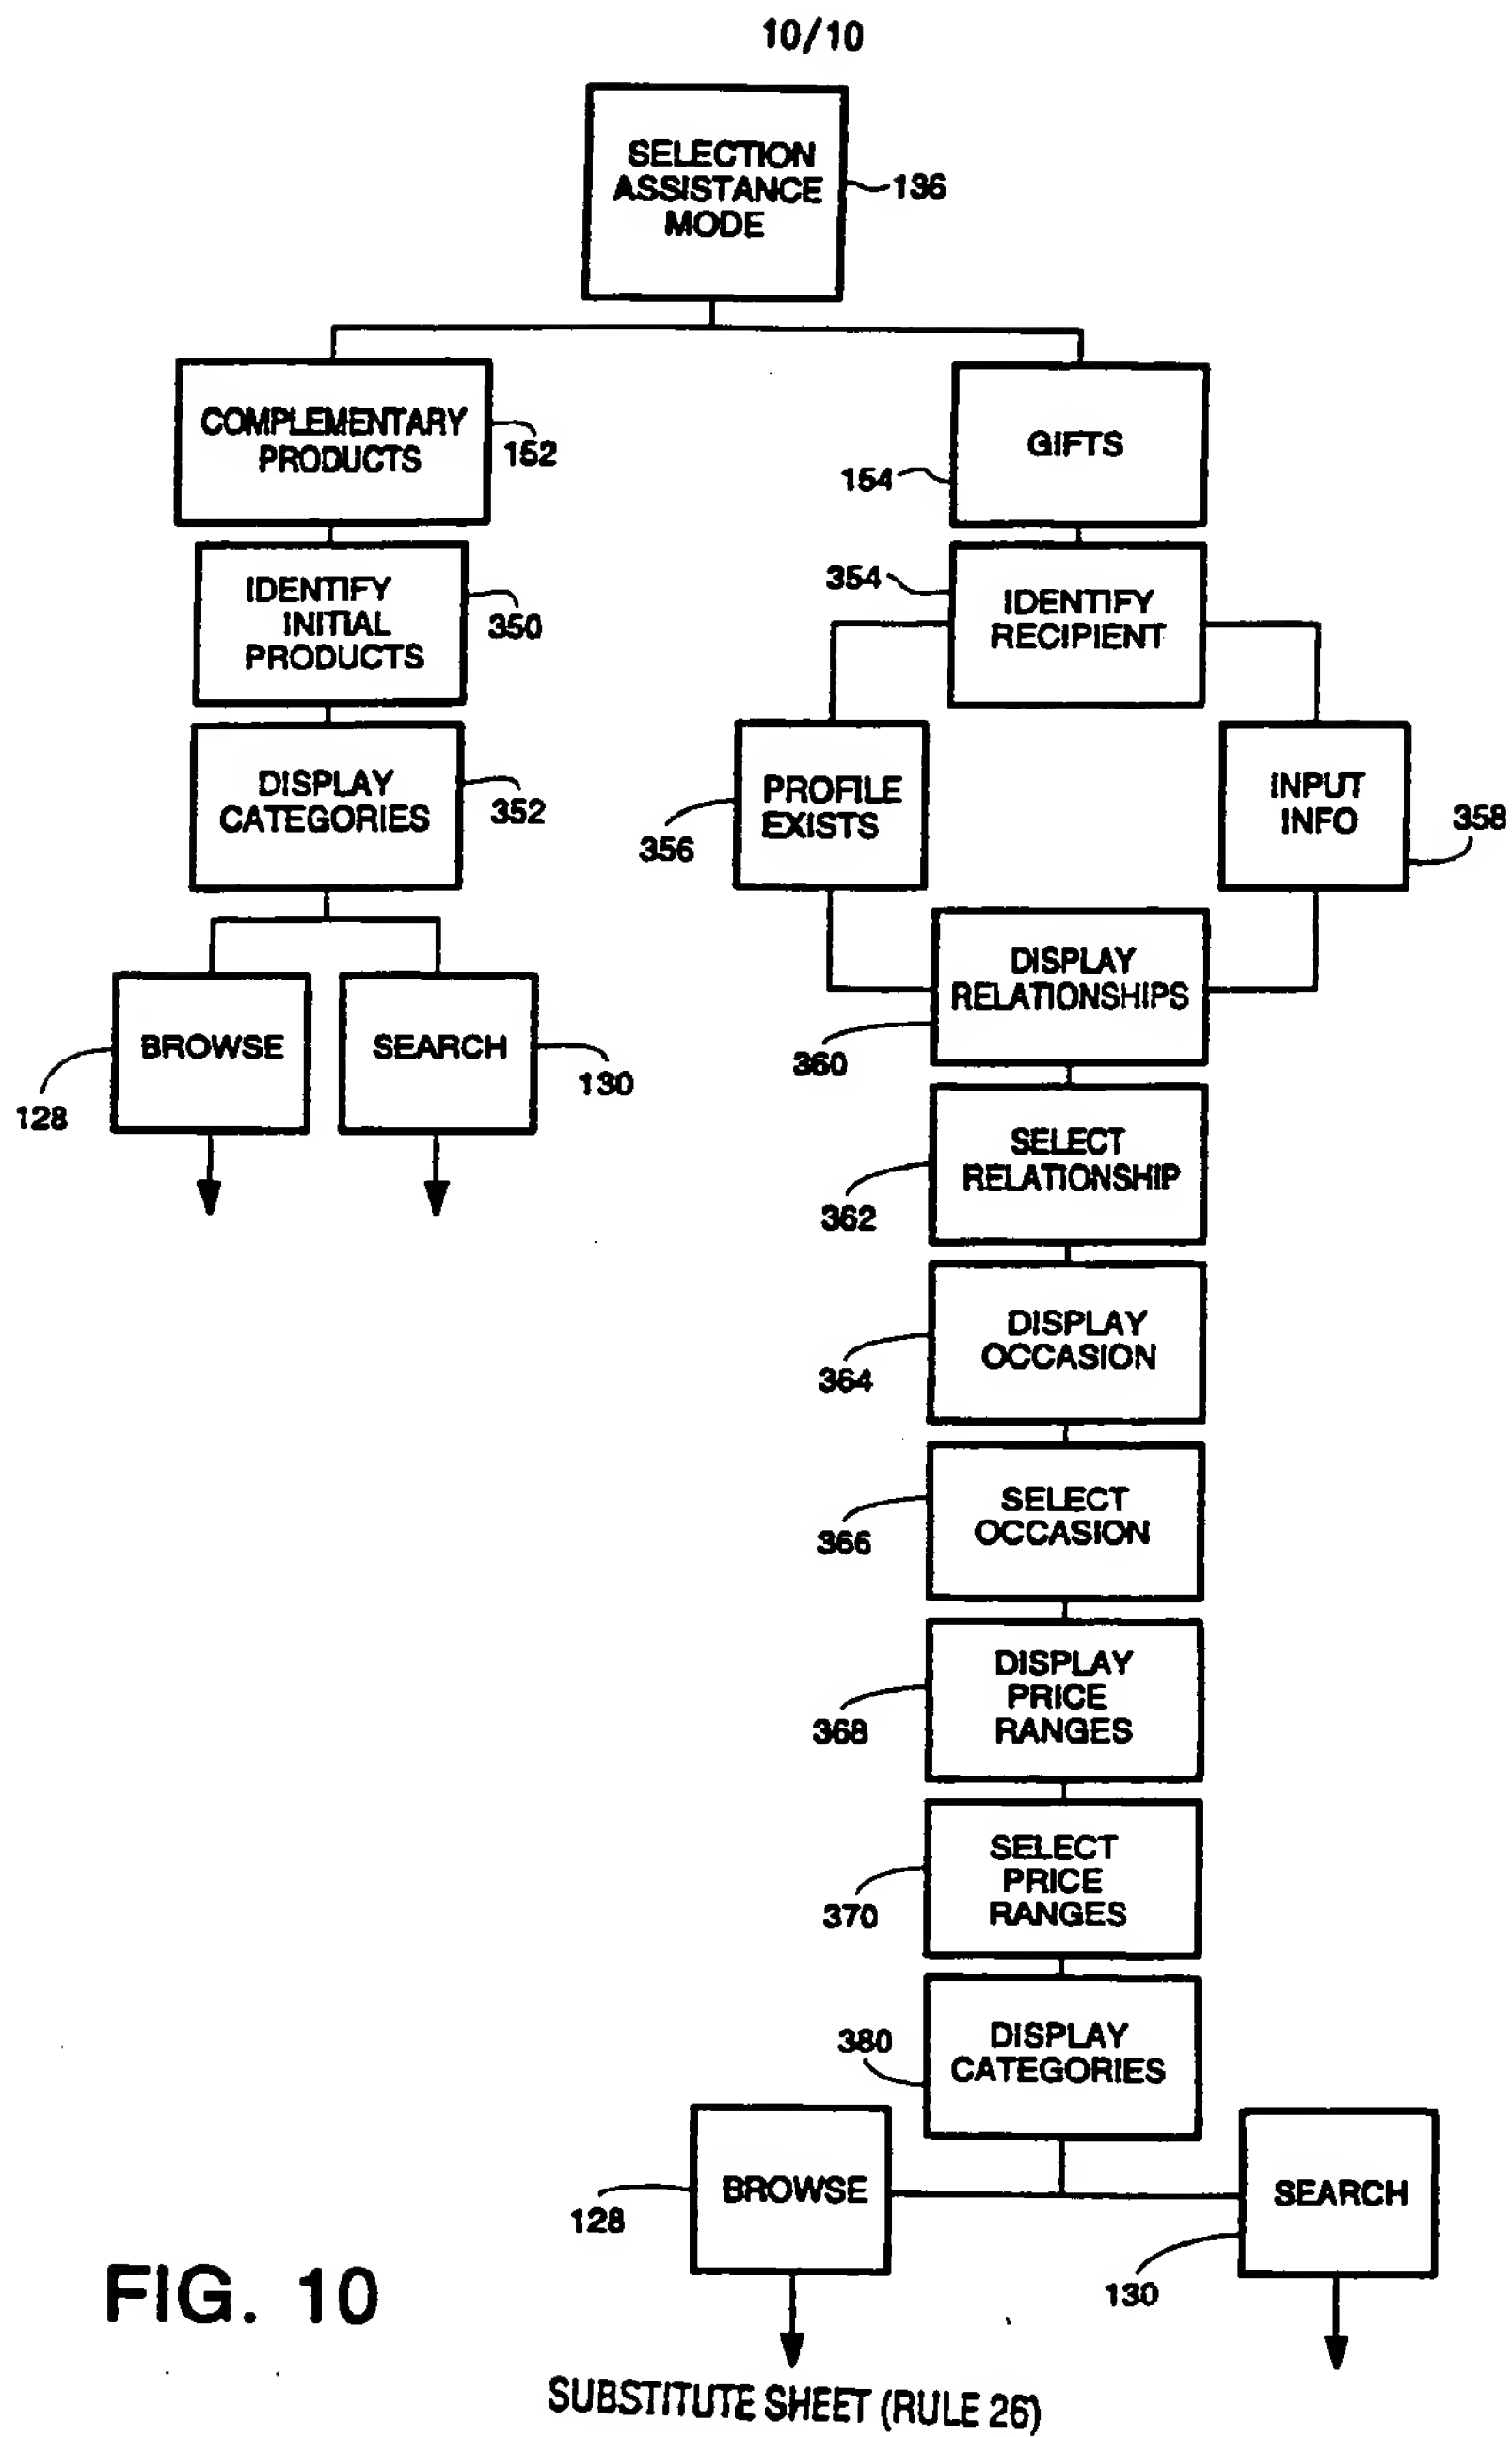 10/10
SELECTION
ASSISTANCE
MODE
136
COMPLEMENTARY
PRODUCTS
152
GIFTS
154
IDENTIFY
INITIAL
PRODUCTS
350
354
IDENTIFY
RECIPIENT
DISPLAY
CATEGORIES
352
PROFILE
EXISTS
356
INPUT
INFO
358
BROWSE
128
SEARCH
130
DISPLAY
RELATIONSHIPS
360
SELECT
RELATIONSHIP
362
DISPLAY
OCCASION
364
SELECT
OCCASION
366
DISPLAY
PRICE
RANGES
368
SELECT
PRICE
RANGES
370
380
DISPLAY
CATEGORIES
BROWSE
128
SEARCH
130
FIG. 10
SUBSTITUTE SHEET (RULE 26)